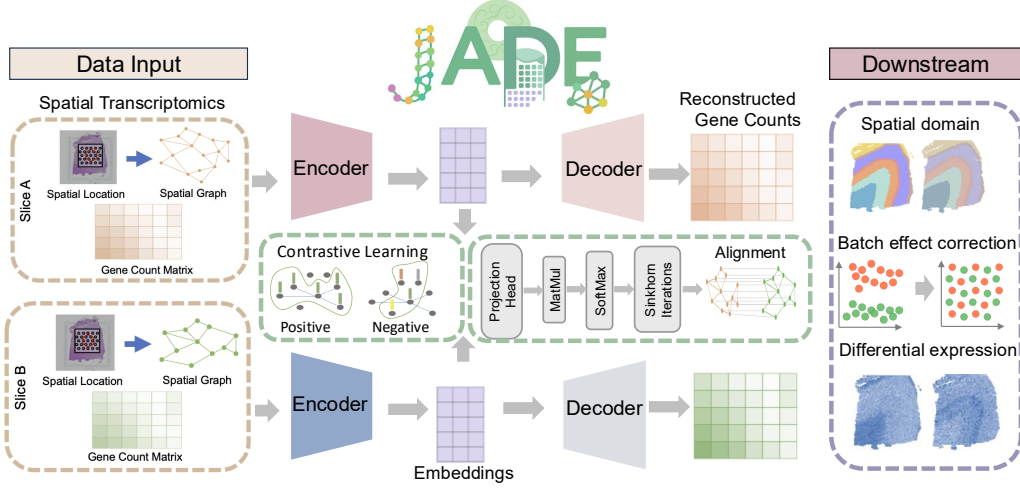 JADE
Data Input
Downstream
Spatial Transcriptomics
Slice A
Spatial Location
Spatial Graph
Gene Count Matrix
Encoder
Decoder
Reconstructed
Gene Counts
Contrastive Learning
Positive
Negative
Projection
Head
MatMul
SoftMax
Sinkhorn
Iterations
Alignment
Slice B
Spatial Location
Spatial Graph
Gene Count Matrix
Encoder
Embeddings
Decoder
Spatial domain
Batch effect correction
Differential expression